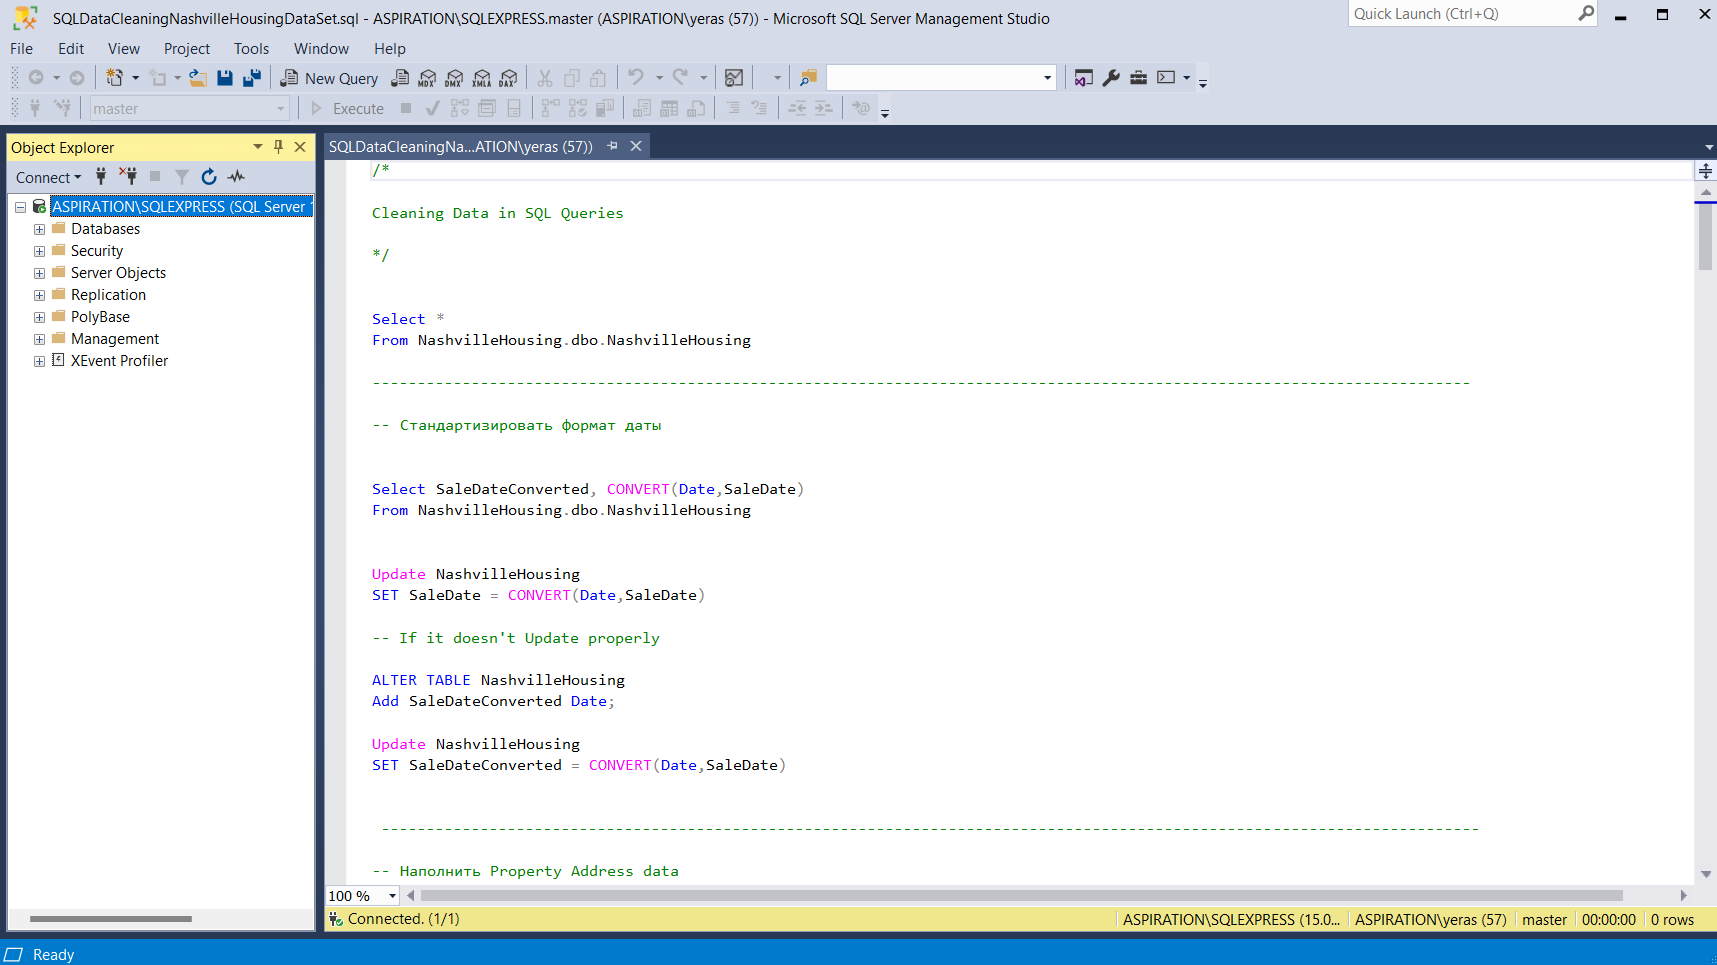 SQLDataCleaningNashvilleHousingDataSet.sql - ASPIRATION\SQLEXPRESS.master (ASPIRATION\yeras (57)) - Microsoft SQL Server Management Studio
Quick Launch (Ctrl+Q)
File Edit View Project Tools Window Help
New Query MDX DMX XMLA DAX
master Execute
Object Explorer
Connect
ASPIRATION\SQLEXPRESS (SQL Server 1
Databases
Security
Server Objects
Replication
PolyBase
Management
XEvent Profiler
SQLDataCleaningNa...ATION\yeras (57))
/*
Cleaning Data in SQL Queries
*/
Select *
From NashvilleHousing.dbo.NashvilleHousing
--------------------------------------------------------------------------------------------------------------------------
-- Стандартизировать формат даты
Select SaleDateConverted, CONVERT(Date,SaleDate)
From NashvilleHousing.dbo.NashvilleHousing
Update NashvilleHousing
SET SaleDate = CONVERT(Date,SaleDate)
-- If it doesn't Update properly
ALTER TABLE NashvilleHousing
Add SaleDateConverted Date;
Update NashvilleHousing
SET SaleDateConverted = CONVERT(Date,SaleDate)
--------------------------------------------------------------------------------------------------------------------------
-- Наполнить Property Address data
100 %
Connected. (1/1)
ASPIRATION\SQLEXPRESS (15.0... ASPIRATION\yeras (57) master 00:00:00 0 rows
Ready